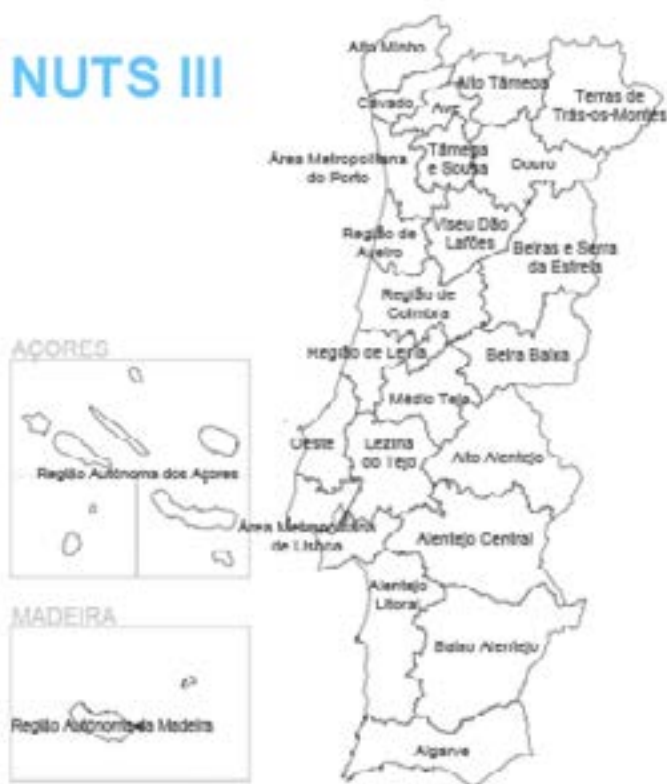 NUTS III
Alto Minho
Alto Tâmega
Terras de
Trás-os-Montes
Cávado
Ave
Área Metropolitana
do Porto
Tâmega
e Sousa
Douro
Região de
Aveiro
Viseu Dão
Lafões
Beiras e Serra
da Estrela
Região de
Coimbra
AÇORES
Região de Leiria
Beira Baixa
Médio Tejo
Oeste
Lezíria
do Tejo
Alto Alentejo
Região Autónoma dos Açores
Área Metropolitana
de Lisboa
Alentejo Central
Alentejo
Litoral
MADEIRA
Baixo Alentejo
Região Autónoma da Madeira
Algarve